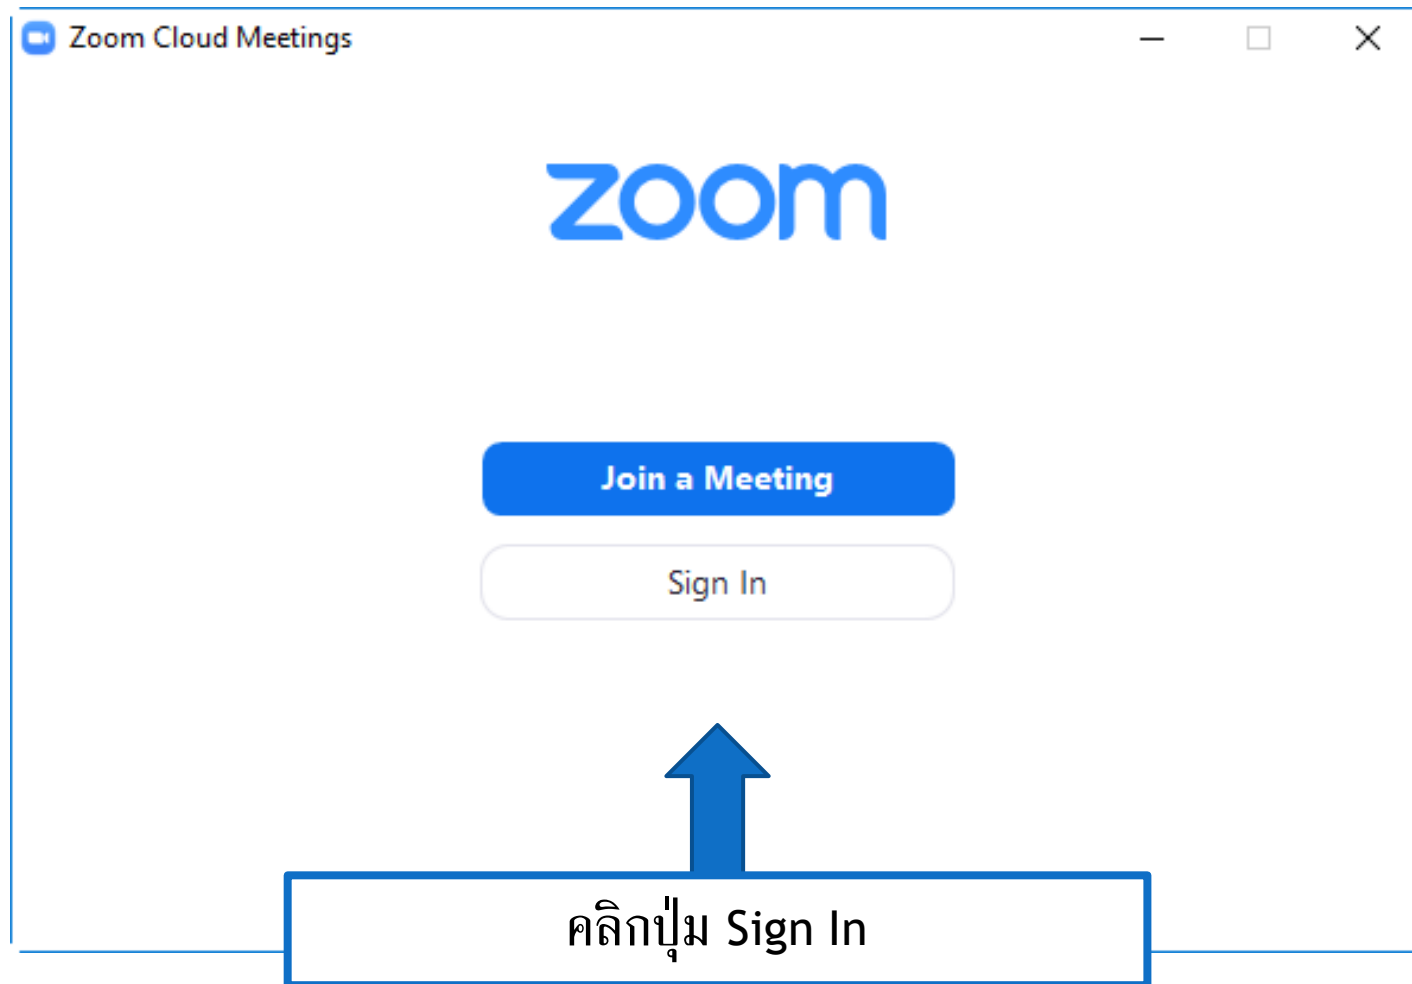 Zoom Cloud Meetings
zoom
Join a Meeting
Sign In
คลิกปุ่ม Sign In